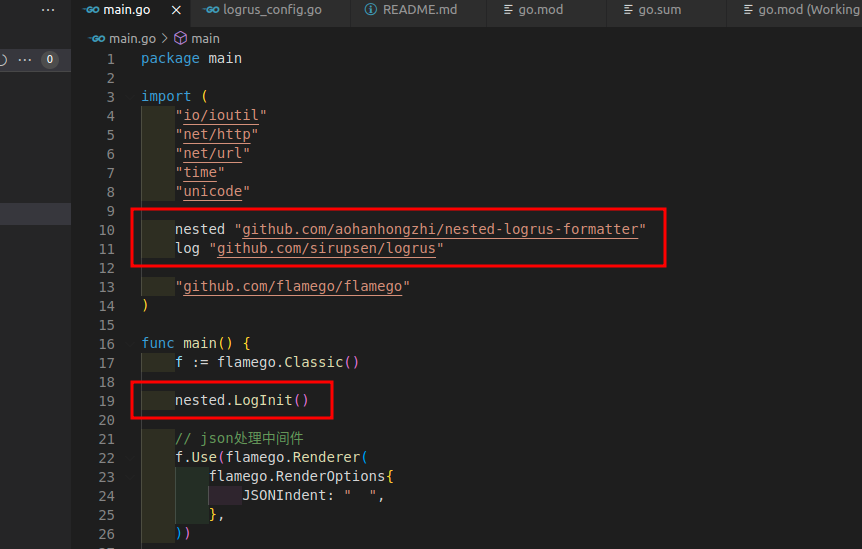 main.go
logrus_config.go
README.md
go.mod
go.sum
go.mod (Working
main.go > main
0
1 package main
2
3 import (
4 "io/ioutil"
5 "net/http"
6 "net/url"
7 "time"
8 "unicode"
9
10 nested "github.com/aohanhongzhi/nested-logrus-formatter"
11 log "github.com/sirupsen/logrus"
12
13 "github.com/flamego/flamego"
14 )
15
16 func main() {
17 f := flamego.Classic()
18
19 nested.LogInit()
20
21 // json处理中间件
22 f.Use(flamego.Renderer(
23 flamego.RenderOptions{
24 JSONIndent: "  ",
25 },
26 ))